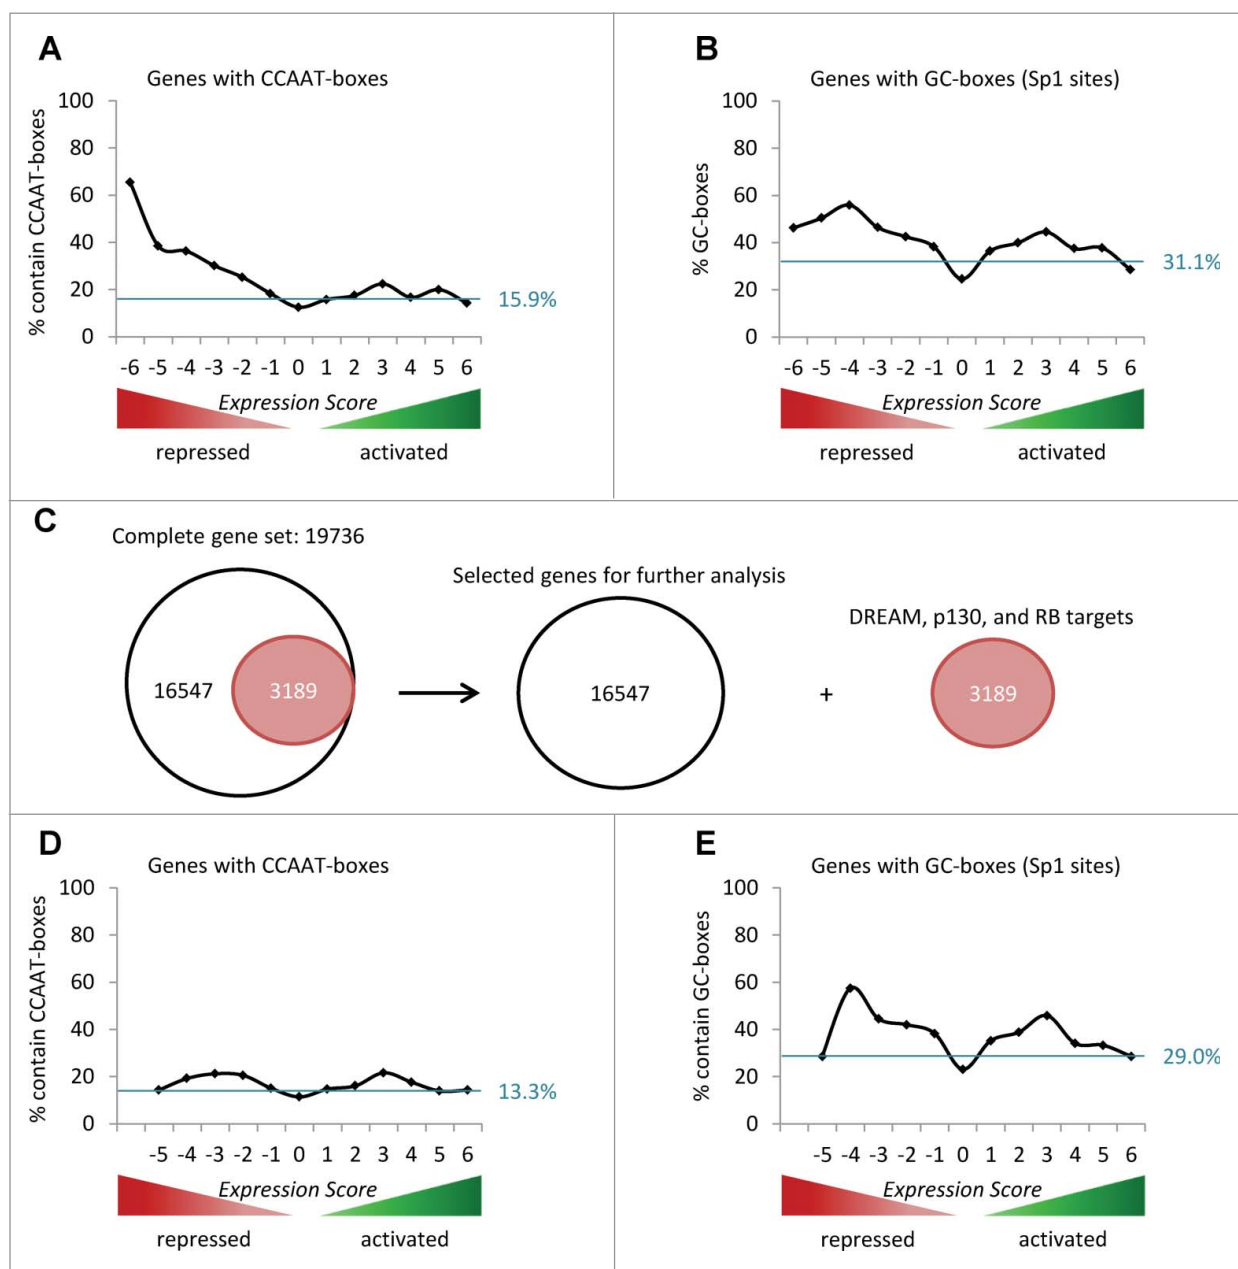 A
Genes with CCAAT-boxes
% contain CCAAT-boxes
100
80
60
40
20
0
15.9%
-6 -5 -4 -3 -2 -1 0 1 2 3 4 5 6
Expression Score
repressed activated
B
Genes with GC-boxes (Sp1 sites)
% GC-boxes
100
80
60
40
20
0
31.1%
-6 -5 -4 -3 -2 -1 0 1 2 3 4 5 6
Expression Score
repressed activated
C
Complete gene set: 19736
Selected genes for further analysis
DREAM, p130, and RB targets
16547 3189 16547 + 3189
D
Genes with CCAAT-boxes
% contain CCAAT-boxes
100
80
60
40
20
0
13.3%
-5 -4 -3 -2 -1 0 1 2 3 4 5 6
Expression Score
repressed activated
E
Genes with GC-boxes (Sp1 sites)
% contain GC-boxes
100
80
60
40
20
0
29.0%
-5 -4 -3 -2 -1 0 1 2 3 4 5 6
Expression Score
repressed activated